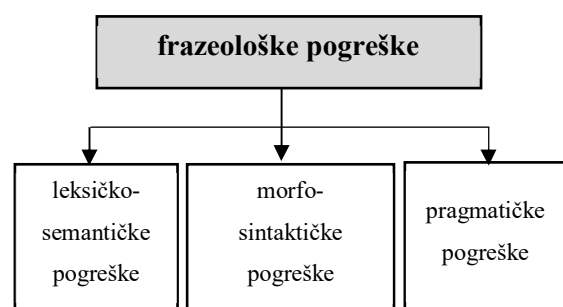 frazeološke pogreške
leksičko-
semantičke
pogreške
morfo-
sintaktičke
pogreške
pragmatičke
pogreške